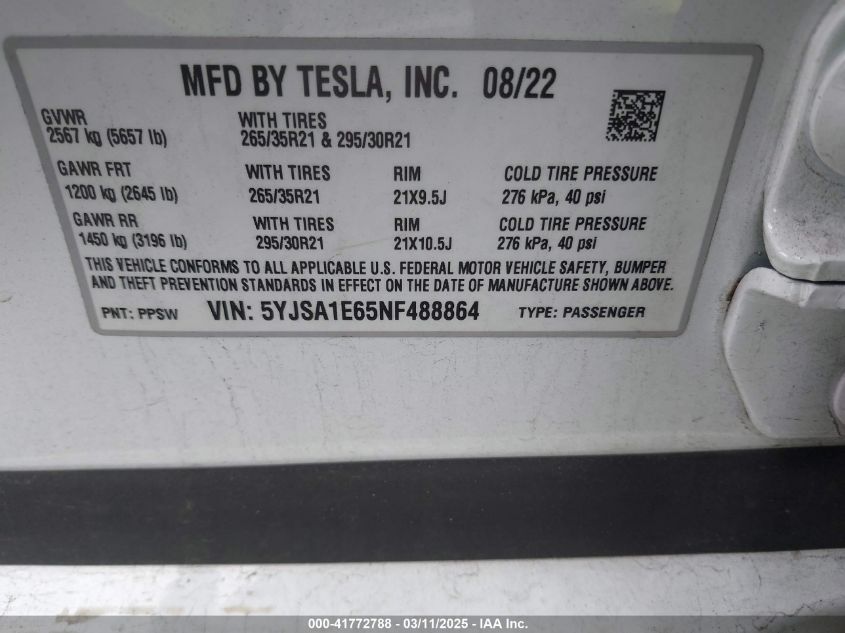 MFD BY TESLA, INC. 08/22
GVWR WITH TIRES
2567 kg (5657 lb) 265/35R21 & 295/30R21
GAWR FRT WITH TIRES RIM COLD TIRE PRESSURE
1200 kg (2645 lb) 265/35R21 21X9.5J 276 kPa, 40 psi
GAWR RR WITH TIRES RIM COLD TIRE PRESSURE
1450 kg (3196 lb) 295/30R21 21X10.5J 276 kPa, 40 psi
THIS VEHICLE CONFORMS TO ALL APPLICABLE U.S. FEDERAL MOTOR VEHICLE SAFETY, BUMPER
AND THEFT PREVENTION STANDARDS IN EFFECT ON THE DATE OF MANUFACTURE SHOWN ABOVE.
PNT: PPSW VIN: 5YJSA1E65NF488864 TYPE: PASSENGER
000-41772788 - 03/11/2025 - IAA Inc.